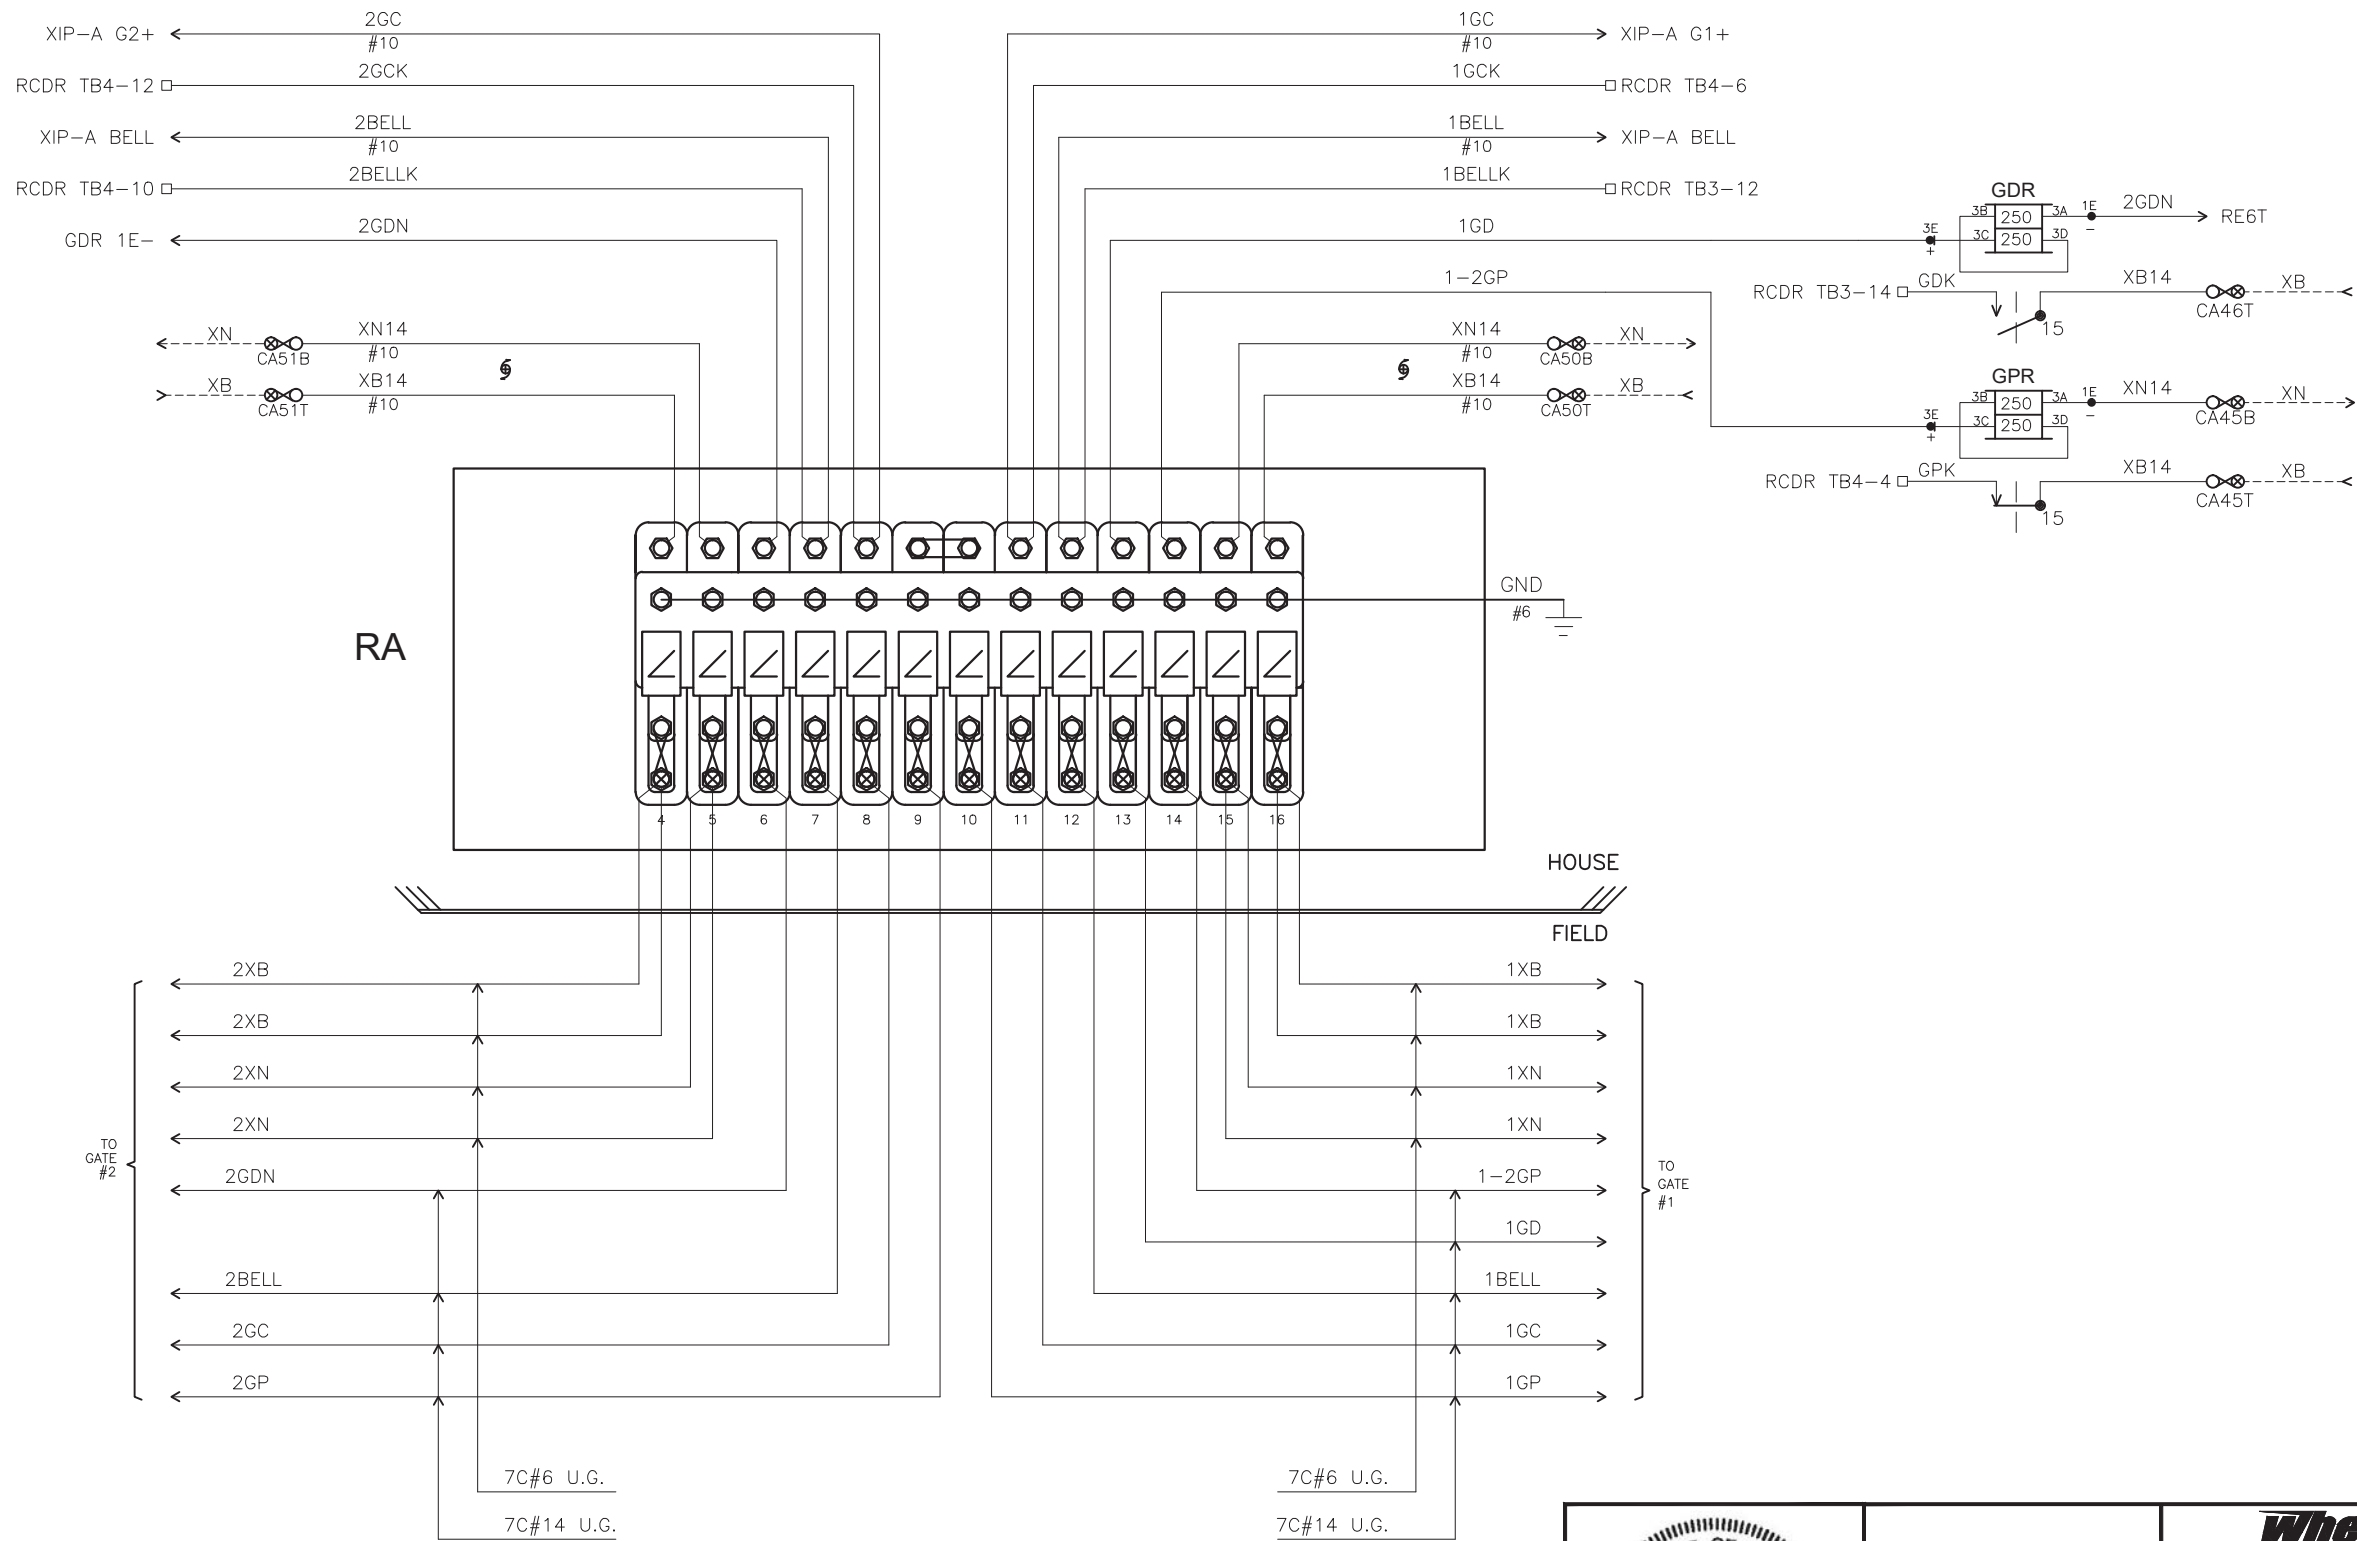 2GC
1GC
XIP-A G2+
#10
#10
XIP-A G1+
2GCK
1GCK
RCDR TB4-12
RCDR TB4-6
2BELL
1BELL
XIP-A BELL
#10
#10
XIP-A BELL
2BELLK
1BELLK
RCDR TB4-10
RCDR TB3-12
2GDN
1GD
GDR 1E-
1-2GP
GDR
3B 250 3A 1E 2GDN RE6T
3E 3C 250 3D -
+
GDK XB14 XB
RCDR TB3-14
CA46T
15
XN XN14
CA51B #10
XB XB14
CA51T #10
XN14 XN
#10 CA50B
XB14 XB
#10 CA50T
GPR
3B 250 3A 1E XN14 XN
3E 3C 250 3D - CA45B
+
GPK XB14 XB
RCDR TB4-4
CA45T
15
GND
#6
RA
4 5 6 7 8 9 10 11 12 13 14 15 16
HOUSE
FIELD
2XB
1XB
2XB
1XB
2XN
1XN
2XN
1XN
TO
GATE
#2
2GDN
1-2GP
TO
GATE
#1
1GD
2BELL
1BELL
2GC
1GC
2GP
1GP
7C#6 U.G.
7C#6 U.G.
7C#14 U.G.
7C#14 U.G.